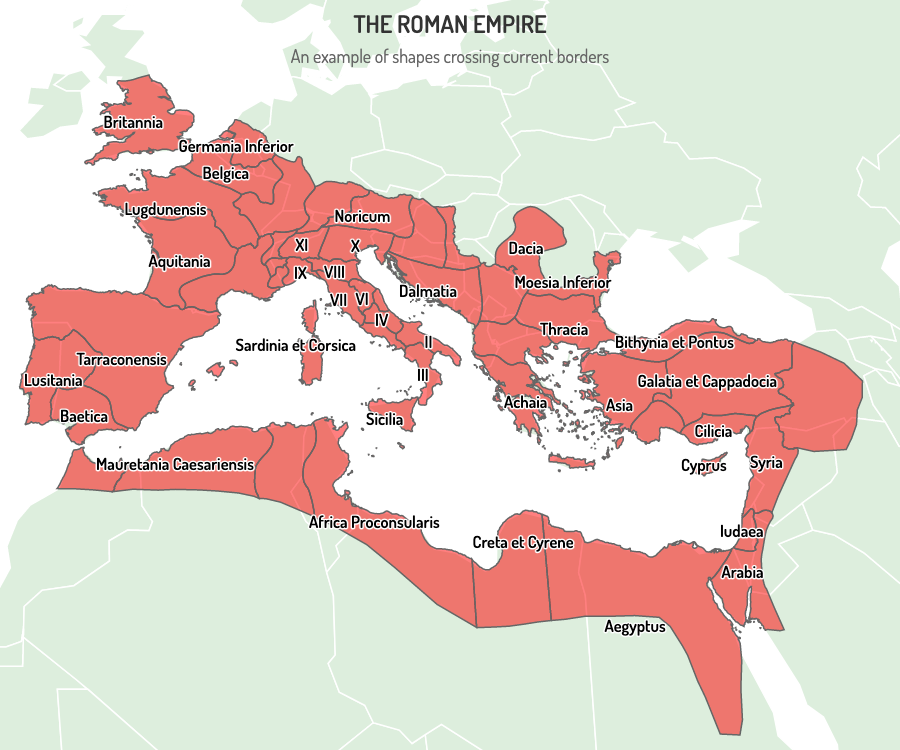 THE ROMAN EMPIRE
An example of shapes crossing current borders
Britannia
Germania Inferior
Belgica
Lugdunensis
Noricum
XI
X
Dacia
Aquitania
IX
VIII
Moesia Inferior
Dalmatia
VII
VI
IV
Thracia
II
Bithynia et Pontus
Sardinia et Corsica
Tarraconensis
III
Lusitania
Galatia et Cappadocia
Achaia
Asia
Baetica
Sicilia
Cilicia
Mauretania Caesariensis
Cyprus
Syria
Africa Proconsularis
Iudaea
Creta et Cyrene
Arabia
Aegyptus